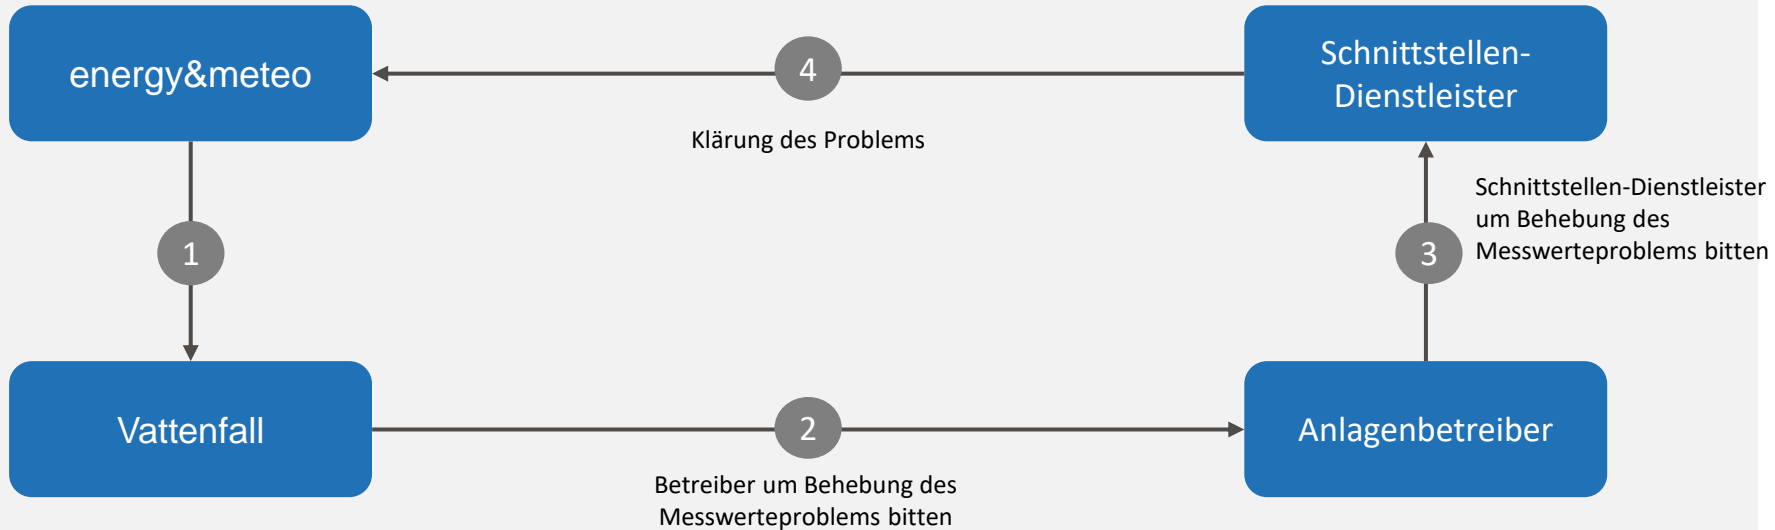 energy&meteo
4
Klärung des Problems
Schnittstellen-
Dienstleister
1
3
Schnittstellen-Dienstleister
um Behebung des
Messwerteproblems bitten
Vattenfall
2
Betreiber um Behebung des
Messwerteproblems bitten
Anlagenbetreiber